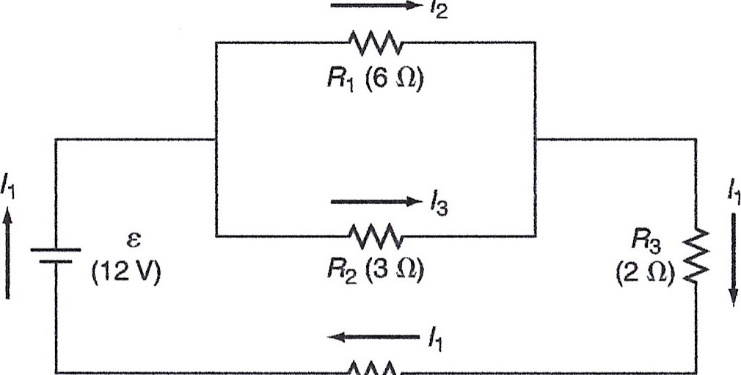 I₂
R₁ (6 Ω)
I₁
I₃
ε
(12 V)
R₂ (3 Ω)
R₃
(2 Ω)
I₁
I₁